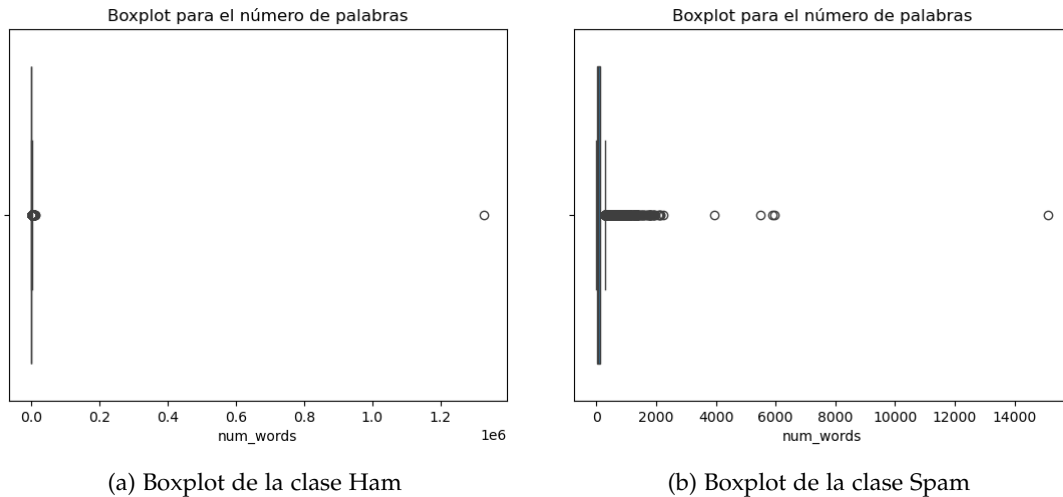 Boxplot para el número de palabras
0.0 0.2 0.4 0.6 0.8 1.0 1.2
1e6
num_words
(a) Boxplot de la clase Ham
Boxplot para el número de palabras
0 2000 4000 6000 8000 10000 12000 14000
num_words
(b) Boxplot de la clase Spam